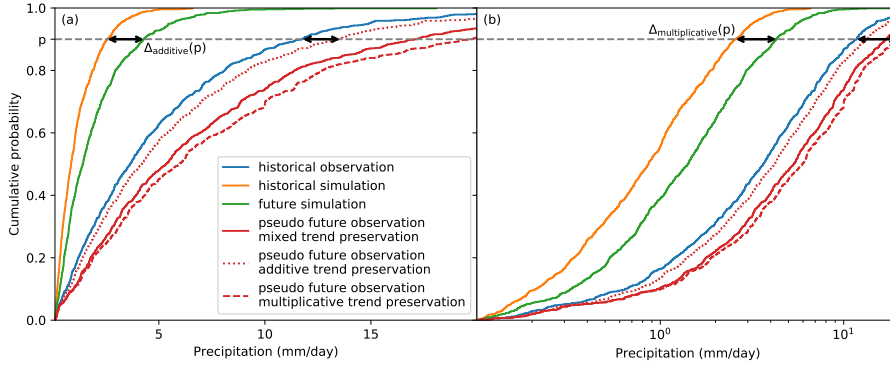 (a)
(b)
1.0
p
0.8
0.6
0.4
0.2
0.0
Cumulative probability
Δadditive(p)
Δmultiplicative(p)
historical observation
historical simulation
future simulation
pseudo future observation
mixed trend preservation
pseudo future observation
additive trend preservation
pseudo future observation
multiplicative trend preservation
5
10
15
10⁰
10¹
Precipitation (mm/day)
Precipitation (mm/day)